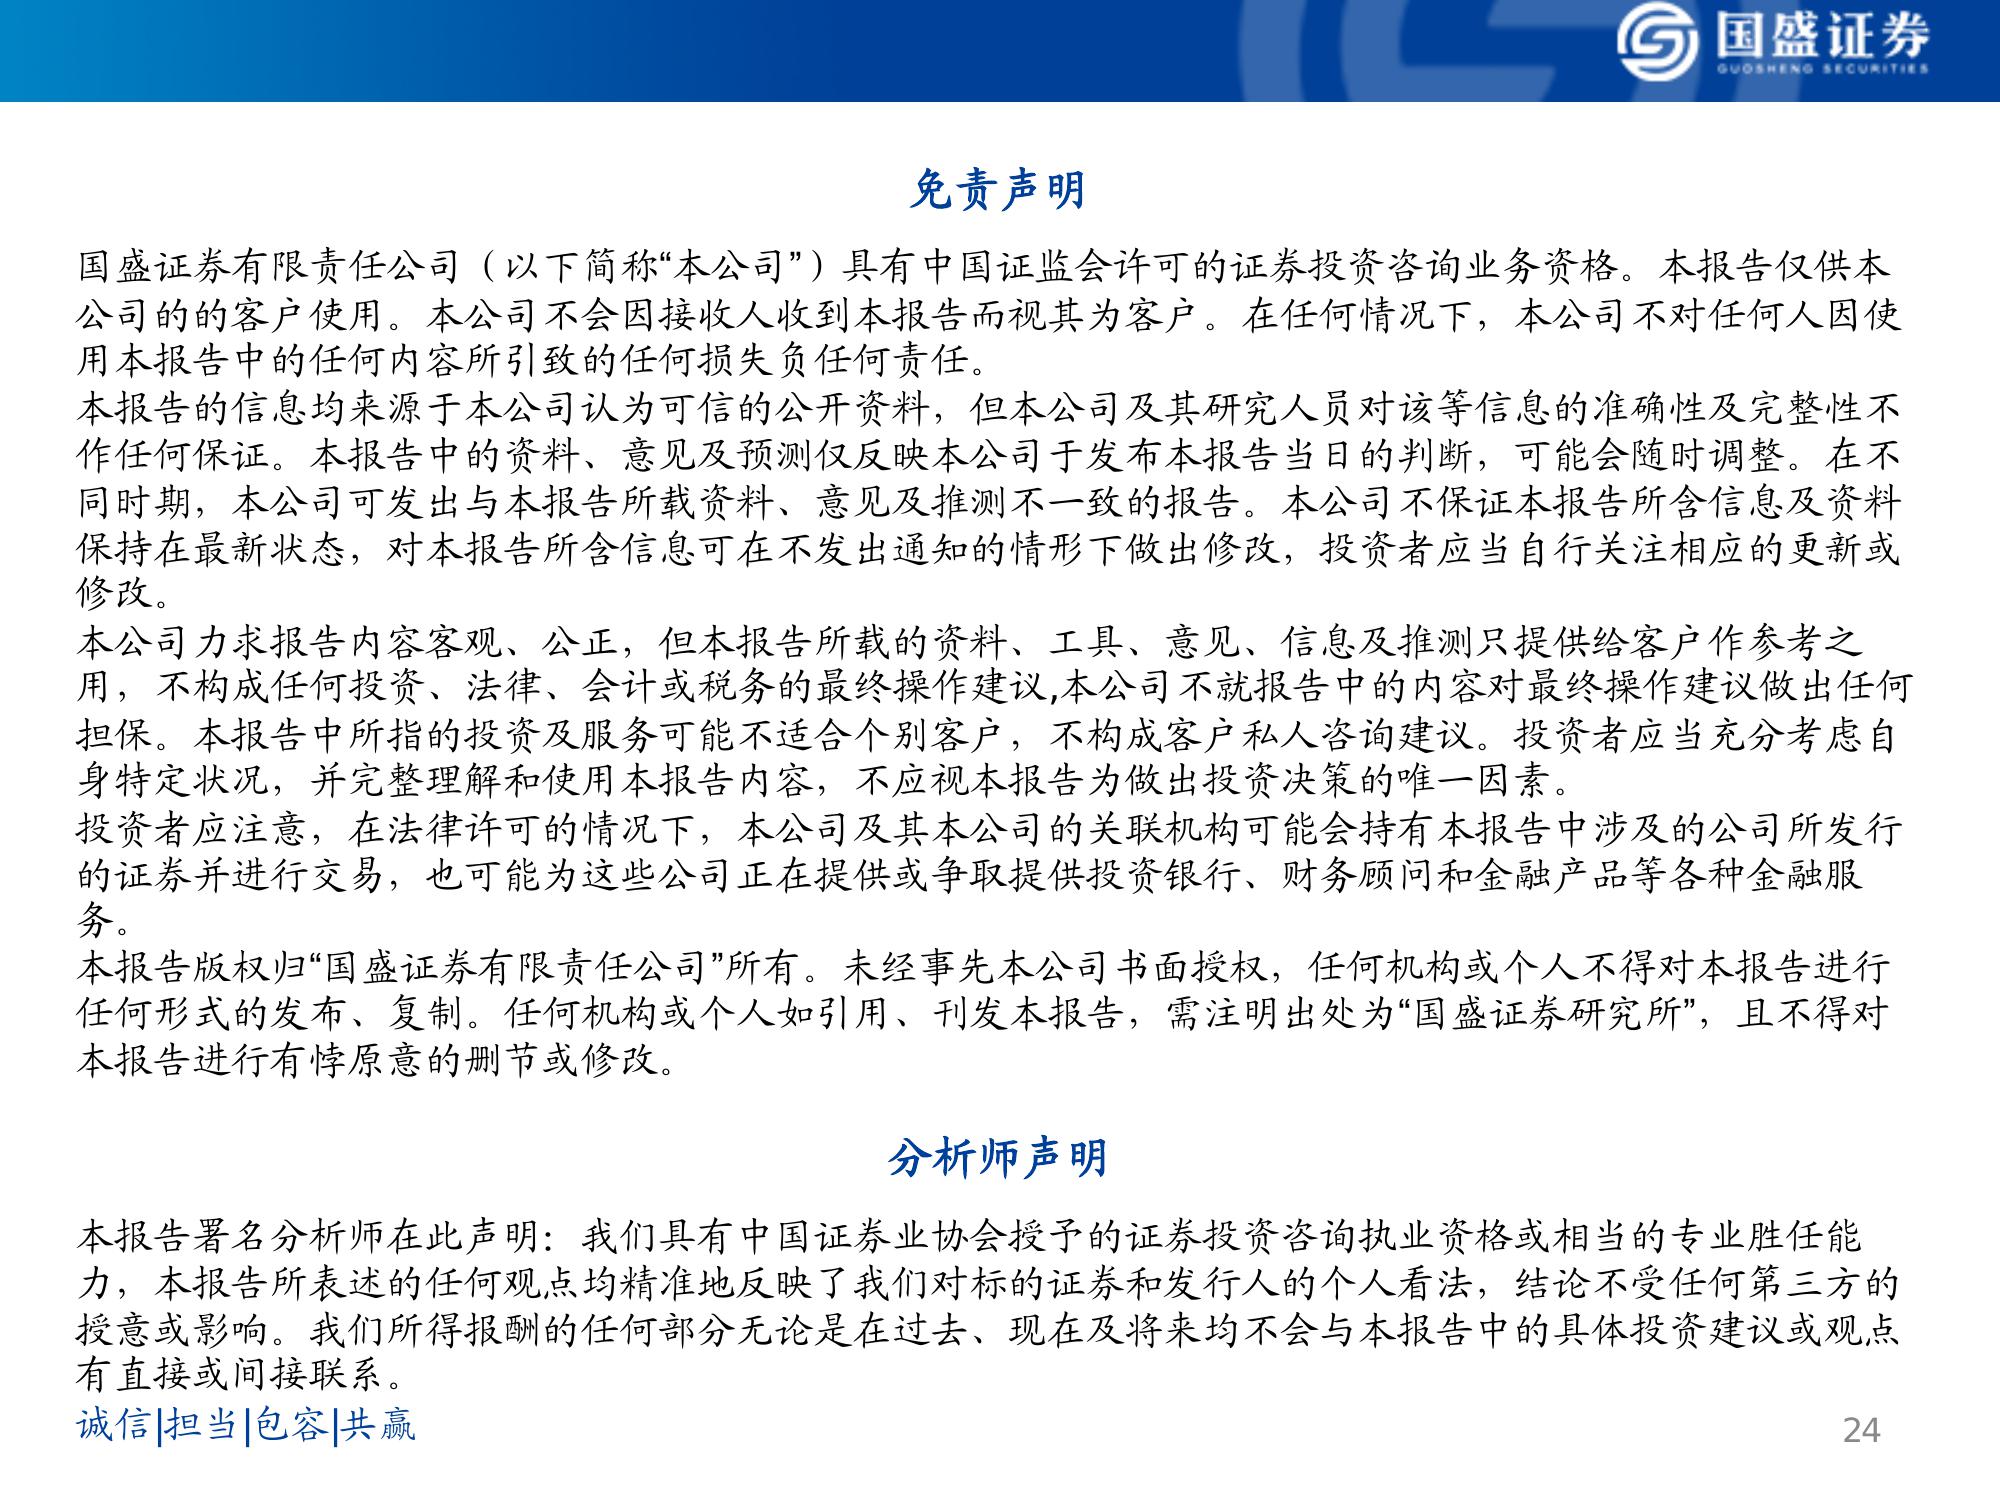 国盛证券
GUOSHENG SECURITIES
免责声明
国盛证券有限责任公司（以下简称“本公司”）具有中国证监会许可的证券投资咨询业务资格。本报告仅供本
公司的的客户使用。本公司不会因接收人收到本报告而视其为客户。在任何情况下，本公司不对任何人因使
用本报告中的任何内容所引致的任何损失负任何责任。
本报告的信息均来源于本公司认为可信的公开资料，但本公司及其研究人员对该等信息的准确性及完整性不
作任何保证。本报告中的资料、意见及预测仅反映本公司于发布本报告当日的判断，可能会随时调整。在不
同时期，本公司可发出与本报告所载资料、意见及推测不一致的报告。本公司不保证本报告所含信息及资料
保持在最新状态，对本报告所含信息可在不发出通知的情形下做出修改，投资者应当自行关注相应的更新或
修改。
本公司力求报告内容客观、公正，但本报告所载的资料、工具、意见、信息及推测只提供给客户作参考之
用，不构成任何投资、法律、会计或税务的最终操作建议,本公司不就报告中的内容对最终操作建议做出任何
担保。本报告中所指的投资及服务可能不适合个别客户，不构成客户私人咨询建议。投资者应当充分考虑自
身特定状况，并完整理解和使用本报告内容，不应视本报告为做出投资决策的唯一因素。
投资者应注意，在法律许可的情况下，本公司及其本公司的关联机构可能会持有本报告中涉及的公司所发行
的证券并进行交易，也可能为这些公司正在提供或争取提供投资银行、财务顾问和金融产品等各种金融服
务。
本报告版权归“国盛证券有限责任公司”所有。未经事先本公司书面授权，任何机构或个人不得对本报告进行
任何形式的发布、复制。任何机构或个人如引用、刊发本报告，需注明出处为“国盛证券研究所”，且不得对
本报告进行有悖原意的删节或修改。
分析师声明
本报告署名分析师在此声明：我们具有中国证券业协会授予的证券投资咨询执业资格或相当的专业胜任能
力，本报告所表述的任何观点均精准地反映了我们对标的证券和发行人的个人看法，结论不受任何第三方的
授意或影响。我们所得报酬的任何部分无论是在过去、现在及将来均不会与本报告中的具体投资建议或观点
有直接或间接联系。
诚信|担当|包容|共赢
24